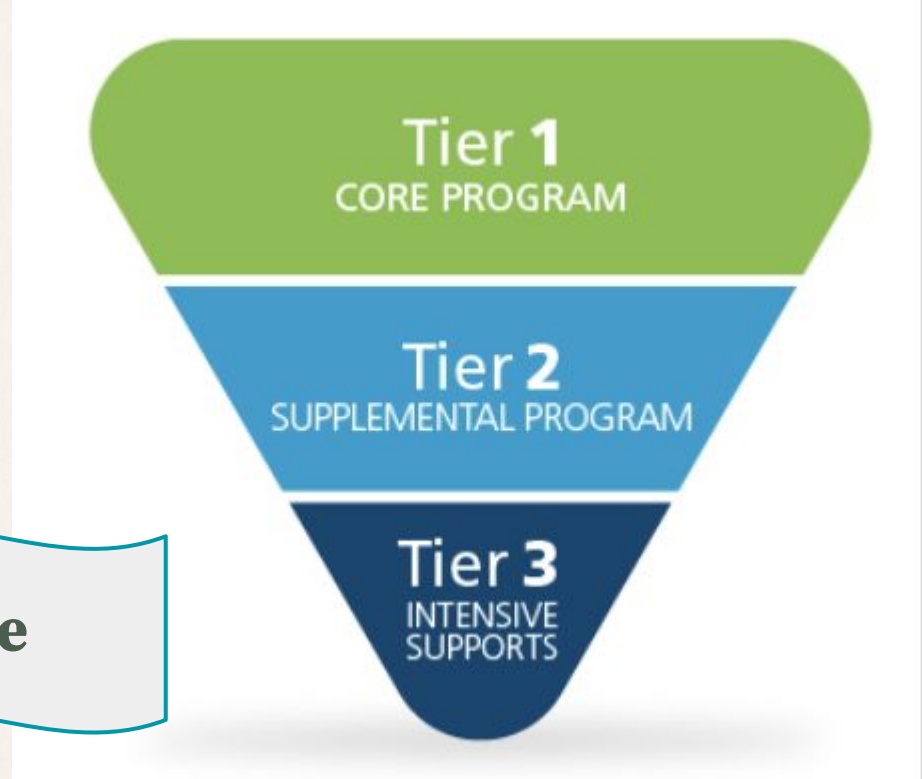 Tier 1
CORE PROGRAM
Tier 2
SUPPLEMENTAL PROGRAM
Tier 3
INTENSIVE
SUPPORTS
e